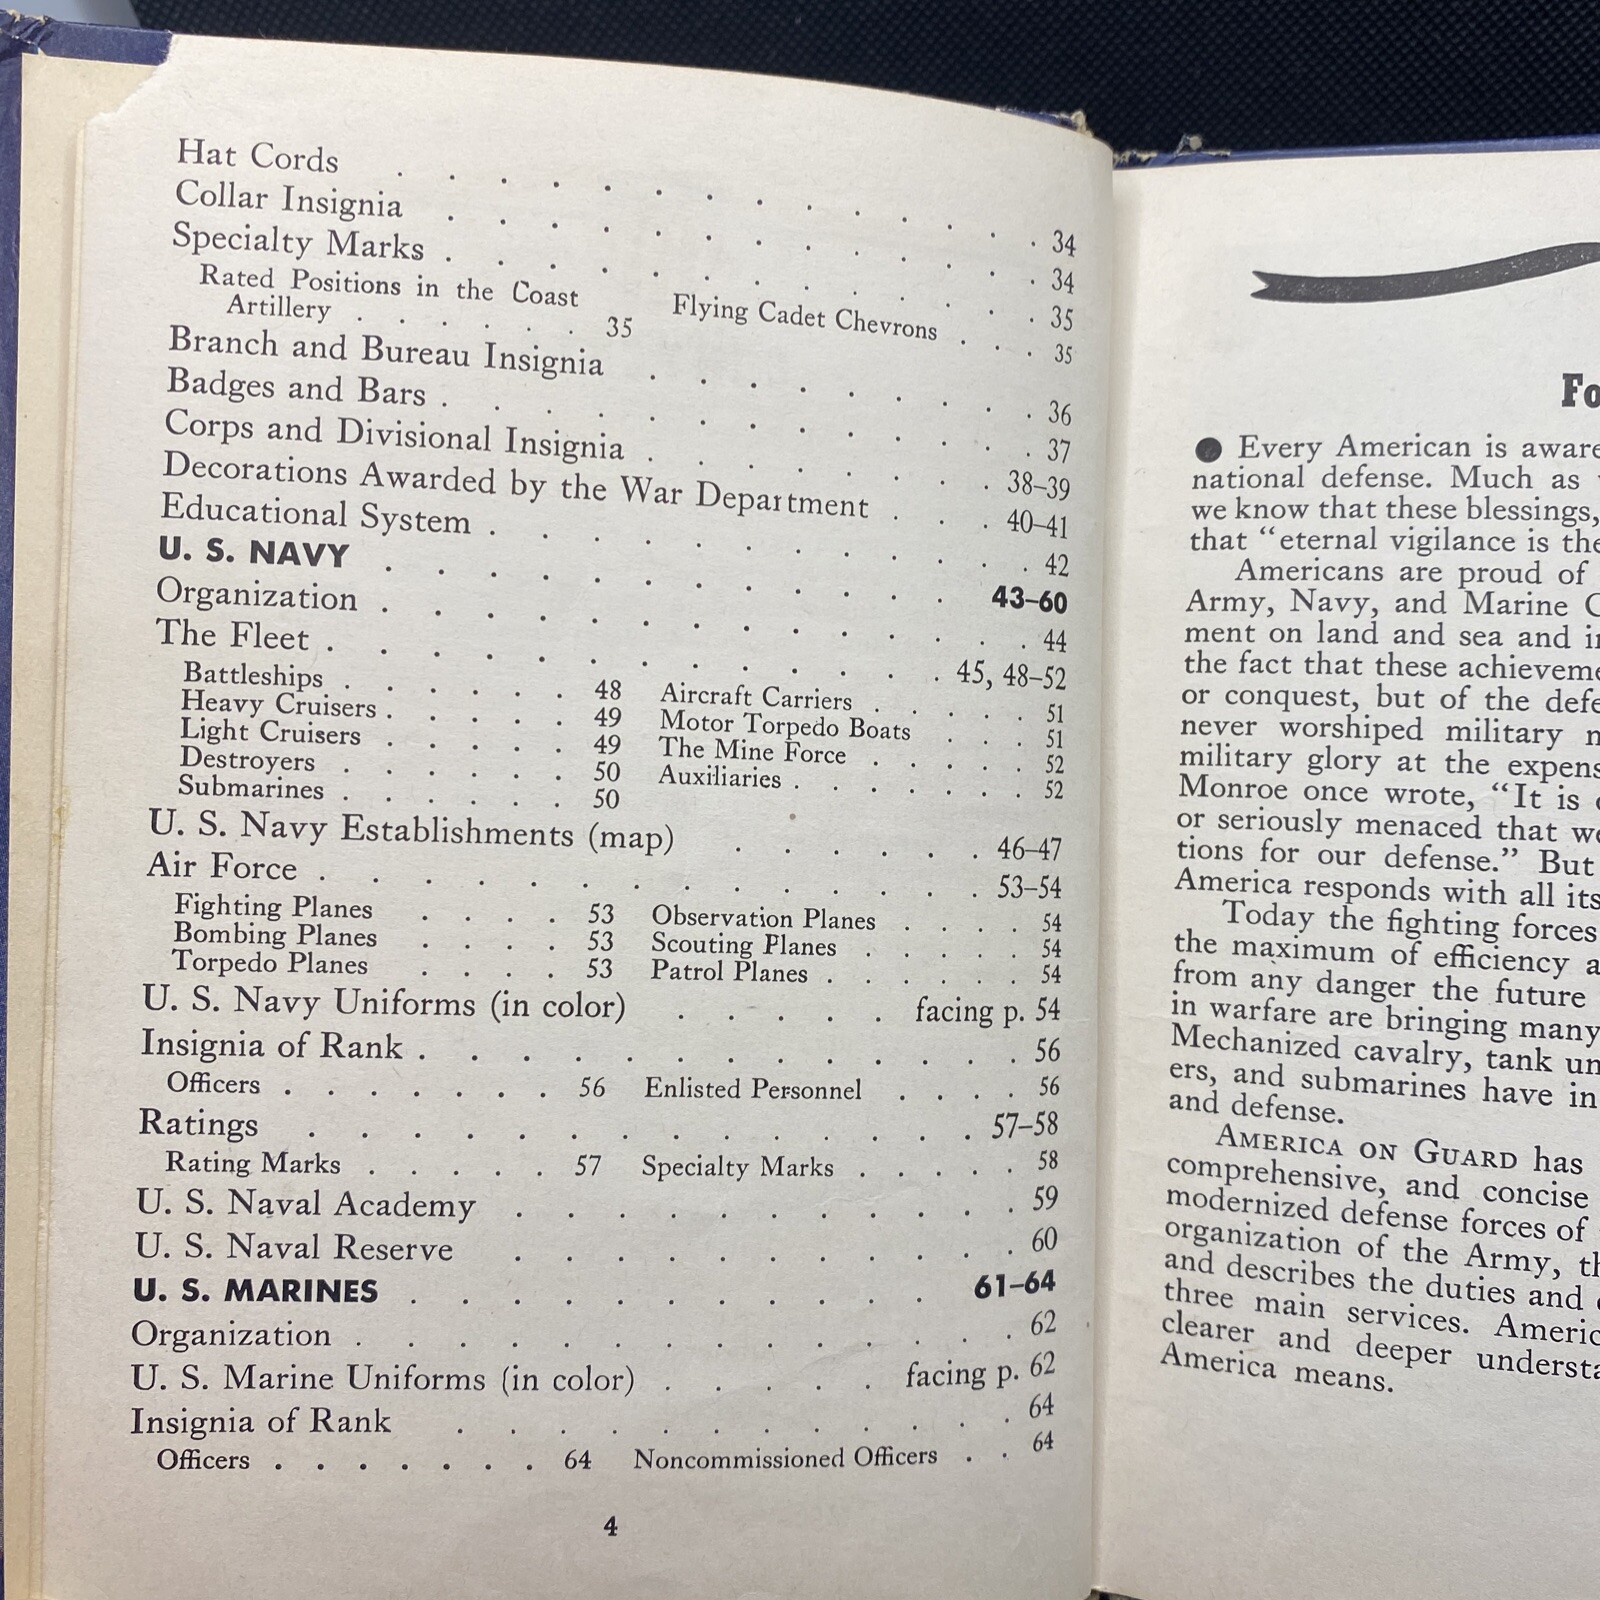 Hat Cords . . . . . . . . . . . . . 34
Collar Insignia . . . . . . . . . . . . 34
Specialty Marks . . . . . . . . . . . . 35
Rated Positions in the Coast
Artillery . . . . . . 35 Flying Cadet Chevrons . . . 35
Branch and Bureau Insignia . . . . . . . . 36
Badges and Bars . . . . . . . . . . . . 37
Corps and Divisional Insignia . . . . . . . 38–39
Decorations Awarded by the War Department . . . 40–41
Educational System . . . . . . . . . . . 42
U. S. NAVY . . . . . . . . . . . . 43–60
Organization . . . . . . . . . . . . . 44
The Fleet . . . . . . . . . . . . 45, 48–52
Battleships . . . . . . 48 Aircraft Carriers . . . . 51
Heavy Cruisers . . . . . 49 Motor Torpedo Boats . . . 51
Light Cruisers . . . . . 49 The Mine Force . . . . 52
Destroyers . . . . . . 50 Auxiliaries . . . . . . 52
Submarines . . . . . . 50
U. S. Navy Establishments (map) . . . . . . 46–47
Air Force . . . . . . . . . . . . . 53–54
Fighting Planes . . . . 53 Observation Planes . . . . 54
Bombing Planes . . . . 53 Scouting Planes . . . . . 54
Torpedo Planes . . . . 53 Patrol Planes . . . . . 54
U. S. Navy Uniforms (in color) . . . . . facing p. 54
Insignia of Rank . . . . . . . . . . . . 56
Officers . . . . . . . 56 Enlisted Personnel . . . . 56
Ratings . . . . . . . . . . . . . 57–58
Rating Marks . . . . . 57 Specialty Marks . . . . . 58
U. S. Naval Academy . . . . . . . . . . 59
U. S. Naval Reserve . . . . . . . . . . 60
U. S. MARINES . . . . . . . . . . 61–64
Organization . . . . . . . . . . . . . 62
U. S. Marine Uniforms (in color) . . . . . facing p. 62
Insignia of Rank . . . . . . . . . . . 64
Officers . . . . . . . 64 Noncommissioned Officers . . 64
4
Fo
● Every American is aware
national defense. Much as
we know that these blessings,
that “eternal vigilance is the
Americans are proud of
Army, Navy, and Marine C
ment on land and sea and i
the fact that these achieveme
or conquest, but of the defe
never worshiped military
military glory at the expens
Monroe once wrote, “It is
or seriously menaced that we
tions for our defense.” But
America responds with all its
Today the fighting forces
the maximum of efficiency a
from any danger the future
in warfare are bringing many
Mechanized cavalry, tank un
ers, and submarines have in
and defense.
AMERICA ON GUARD has
comprehensive, and concise
modernized defense forces of
organization of the Army, th
and describes the duties and
three main services. Americ
clearer and deeper understa
America means.